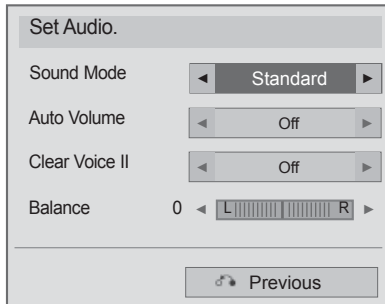 Set Audio.
Sound Mode ◄ Standard ►
Auto Volume ◄ Off ►
Clear Voice II ◄ Off ►
Balance 0 ◄ L R ►
Previous